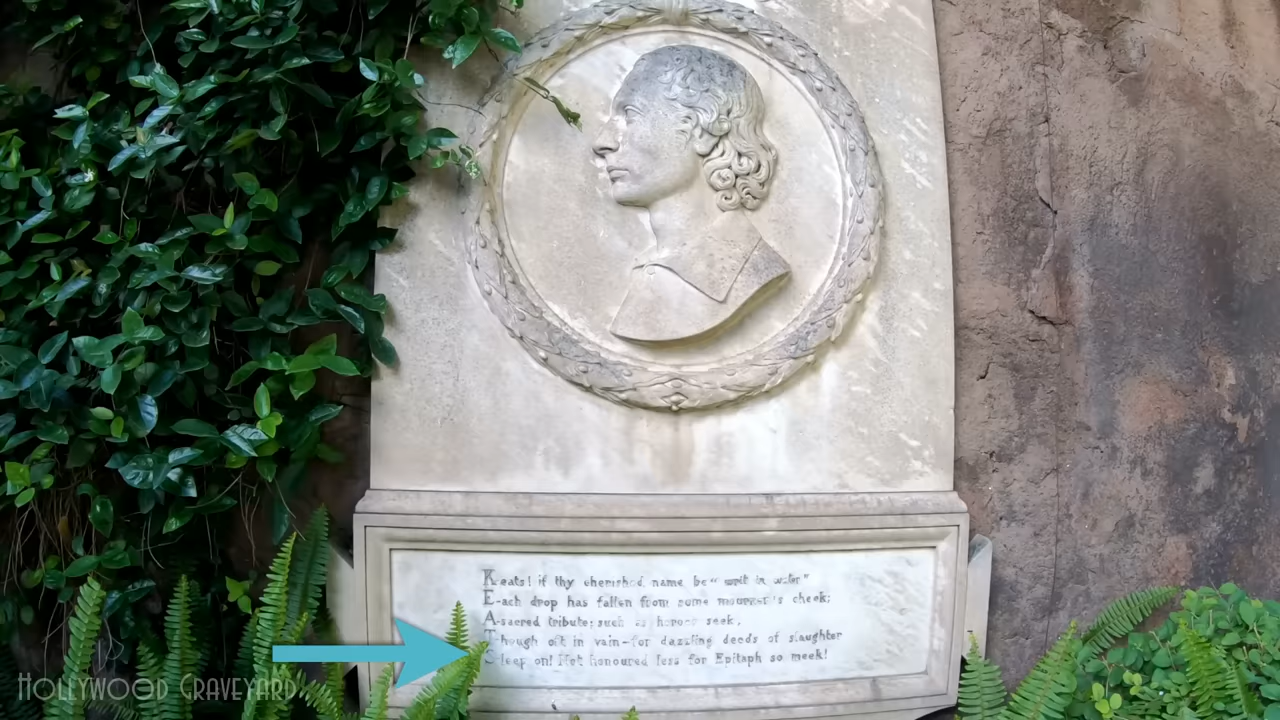 Keats! if thy cherished name be "writ in water"
E-ach drop has fallen from some mourner's cheek;
A-sacred tribute; such as heroes seek,
Though oft in vain-for dazzling deeds of slaughter
Sleep on! Not honoured less for Epitaph so meek!
HOLLYWOOD GRAVEYARD